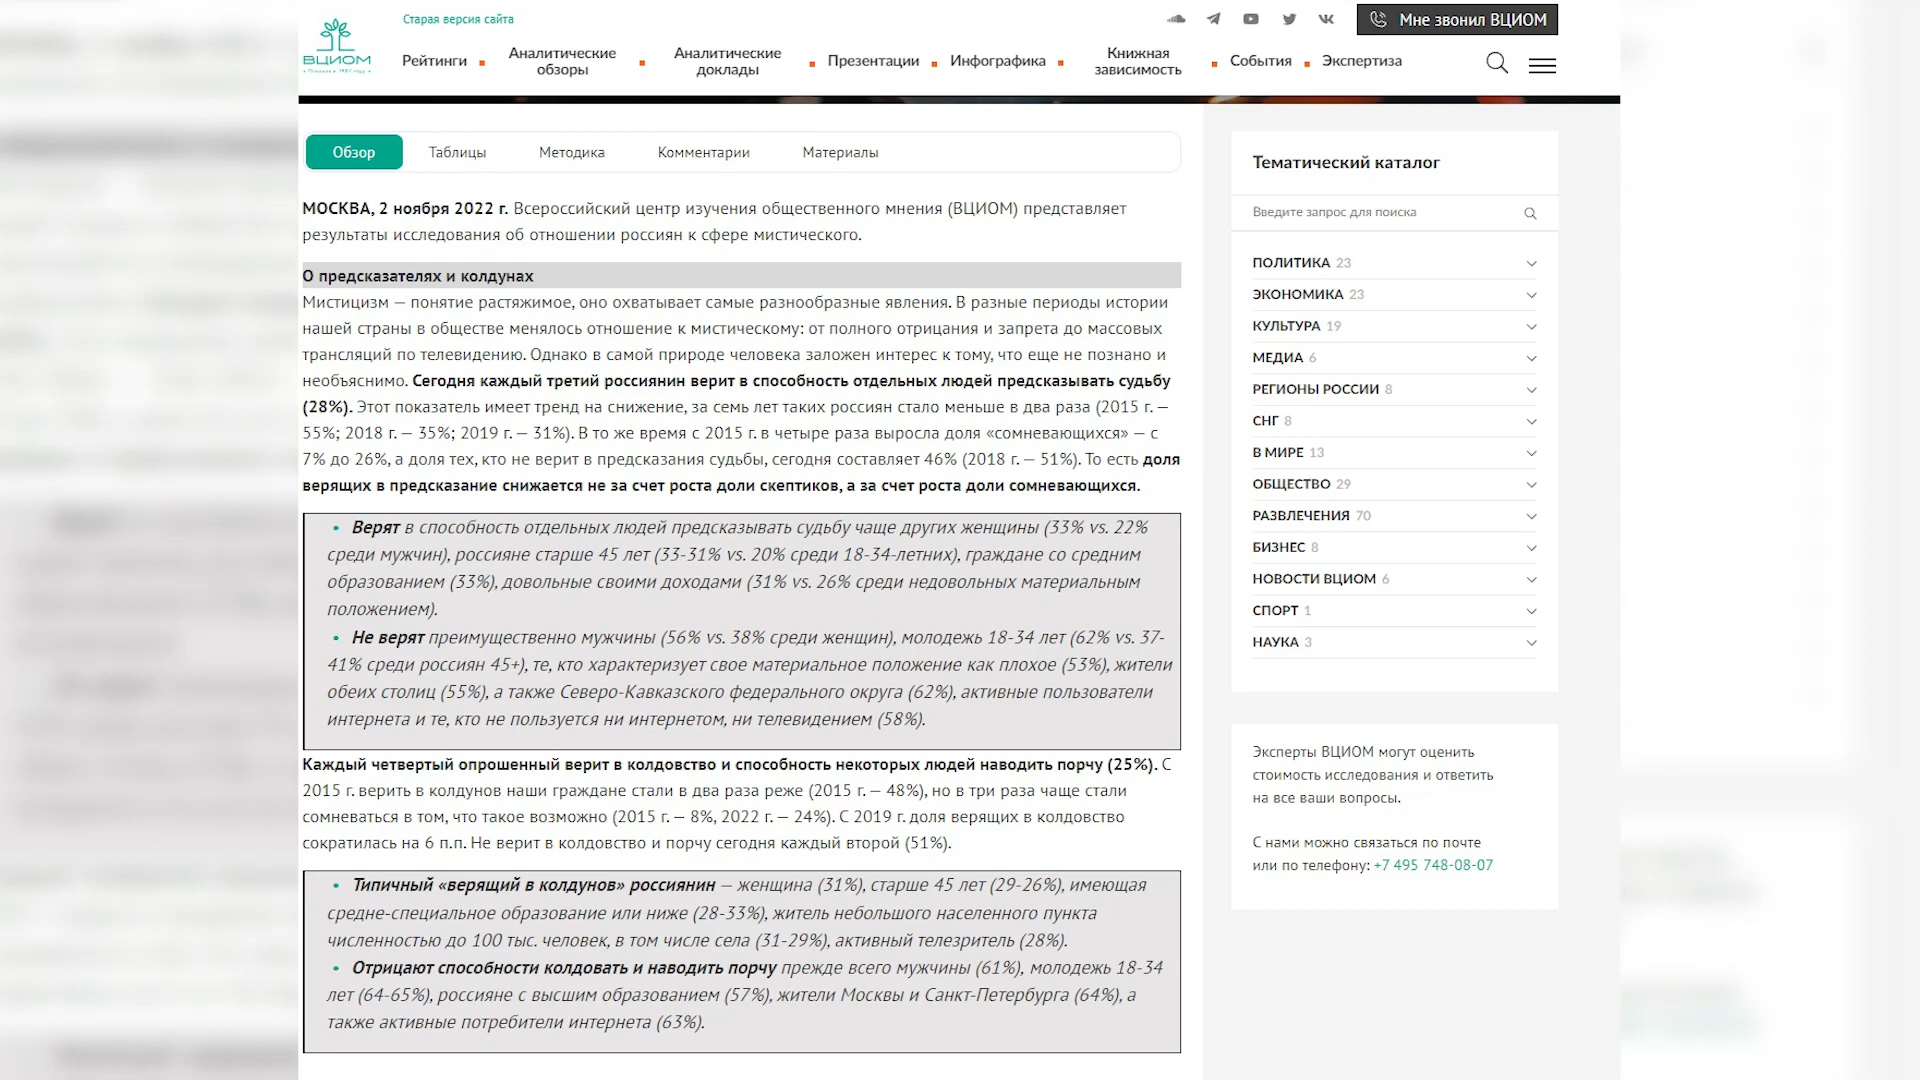 Старая версия сайта
Мне звонил ВЦИОМ
ВЦИОМ
Рейтинги
Аналитические обзоры
Аналитические доклады
Презентации
Инфографика
Книжная зависимость
События
Экспертиза
Обзор
Таблицы
Методика
Комментарии
Материалы
МОСКВА, 2 ноября 2022 г. Всероссийский центр изучения общественного мнения (ВЦИОМ) представляет
результаты исследования об отношении россиян к сфере мистического.
О предсказателях и колдунах
Мистицизм — понятие растяжимое, оно охватывает самые разнообразные явления. В разные периоды истории
нашей страны в обществе менялось отношение к мистическому: от полного отрицания и запрета до массовых
трансляций по телевидению. Однако в самой природе человека заложен интерес к тому, что еще не познано и
необъяснимо. Сегодня каждый третий россиянин верит в способность отдельных людей предсказывать судьбу
(28%). Этот показатель имеет тренд на снижение, за семь лет таких россиян стало меньше в два раза (2015 г. —
55%; 2018 г. — 35%; 2019 г. — 31%). В то же время с 2015 г. в четыре раза выросла доля «сомневающихся» — с
7% до 26%, а доля тех, кто не верит в предсказания судьбы, сегодня составляет 46% (2018 г. — 51%). То есть доля
верящих в предсказание снижается не за счет роста доли скептиков, а за счет роста доли сомневающихся.
• Верят в способность отдельных людей предсказывать судьбу чаще других женщины (33% vs. 22%
среди мужчин), россияне старше 45 лет (33-31% vs. 20% среди 18-34-летних), граждане со средним
образованием (33%), довольные своими доходами (31% vs. 26% среди недовольных материальным
положением).
• Не верят преимущественно мужчины (56% vs. 38% среди женщин), молодежь 18-34 лет (62% vs. 37-
41% среди россиян 45+), те, кто характеризует свое материальное положение как плохое (53%), жители
обеих столиц (55%), а также Северо-Кавказского федерального округа (62%), активные пользователи
интернета и те, кто не пользуется ни интернетом, ни телевидением (58%).
Каждый четвертый опрошенный верит в колдовство и способность некоторых людей наводить порчу (25%). С
2015 г. верить в колдунов наши граждане стали в два раза реже (2015 г. — 48%), но в три раза чаще стали
сомневаться в том, что такое возможно (2015 г. — 8%, 2022 г. — 24%). С 2019 г. доля верящих в колдовство
сократилась на 6 п.п. Не верит в колдовство и порчу сегодня каждый второй (51%).
• Типичный «верящий в колдунов» россиянин — женщина (31%), старше 45 лет (29-26%), имеющая
средне-специальное образование или ниже (28-33%), житель небольшого населенного пункта
численностью до 100 тыс. человек, в том числе села (31-29%), активный телезритель (28%).
• Отрицают способности колдовать и наводить порчу прежде всего мужчины (61%), молодежь 18-34
лет (64-65%), россияне с высшим образованием (57%), жители Москвы и Санкт-Петербурга (64%), а
также активные потребители интернета (63%).
Тематический каталог
Введите запрос для поиска
ПОЛИТИКА 23
ЭКОНОМИКА 23
КУЛЬТУРА 19
МЕДИА 6
РЕГИОНЫ РОССИИ 8
СНГ 8
В МИРЕ 13
ОБЩЕСТВО 29
РАЗВЛЕЧЕНИЯ 70
БИЗНЕС 8
НОВОСТИ ВЦИОМ 6
СПОРТ 1
НАУКА 3
Эксперты ВЦИОМ могут оценить
стоимость исследования и ответить
на все ваши вопросы.
С нами можно связаться по почте
или по телефону: +7 495 748-08-07